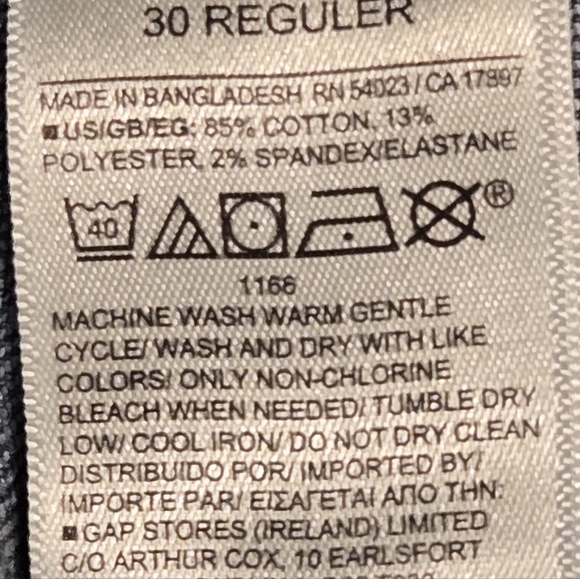 30 REGULER
MADE IN BANGLADESH RN 54023 / CA 17897
US/GB/EG: 85% COTTON, 13%
POLYESTER, 2% SPANDEX/ELASTANE
40
®
1166
MACHINE WASH WARM GENTLE
CYCLE/ WASH AND DRY WITH LIKE
COLORS/ ONLY NON-CHLORINE
BLEACH WHEN NEEDED/ TUMBLE DRY
LOW/ COOL IRON/ DO NOT DRY CLEAN
DISTRIBUIDO POR/ IMPORTED BY/
IMPORTE PAR/ ΕΙΣΑΓΕΤΑΙ ΑΠΟ ΤΗΝ:
GAP STORES (IRELAND) LIMITED
C/O ARTHUR COX, 10 EARLSFORT